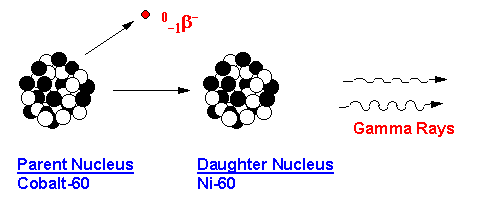 ⁰₋₁β⁻
Gamma Rays
Parent Nucleus
Cobalt-60
Daughter Nucleus
Ni-60